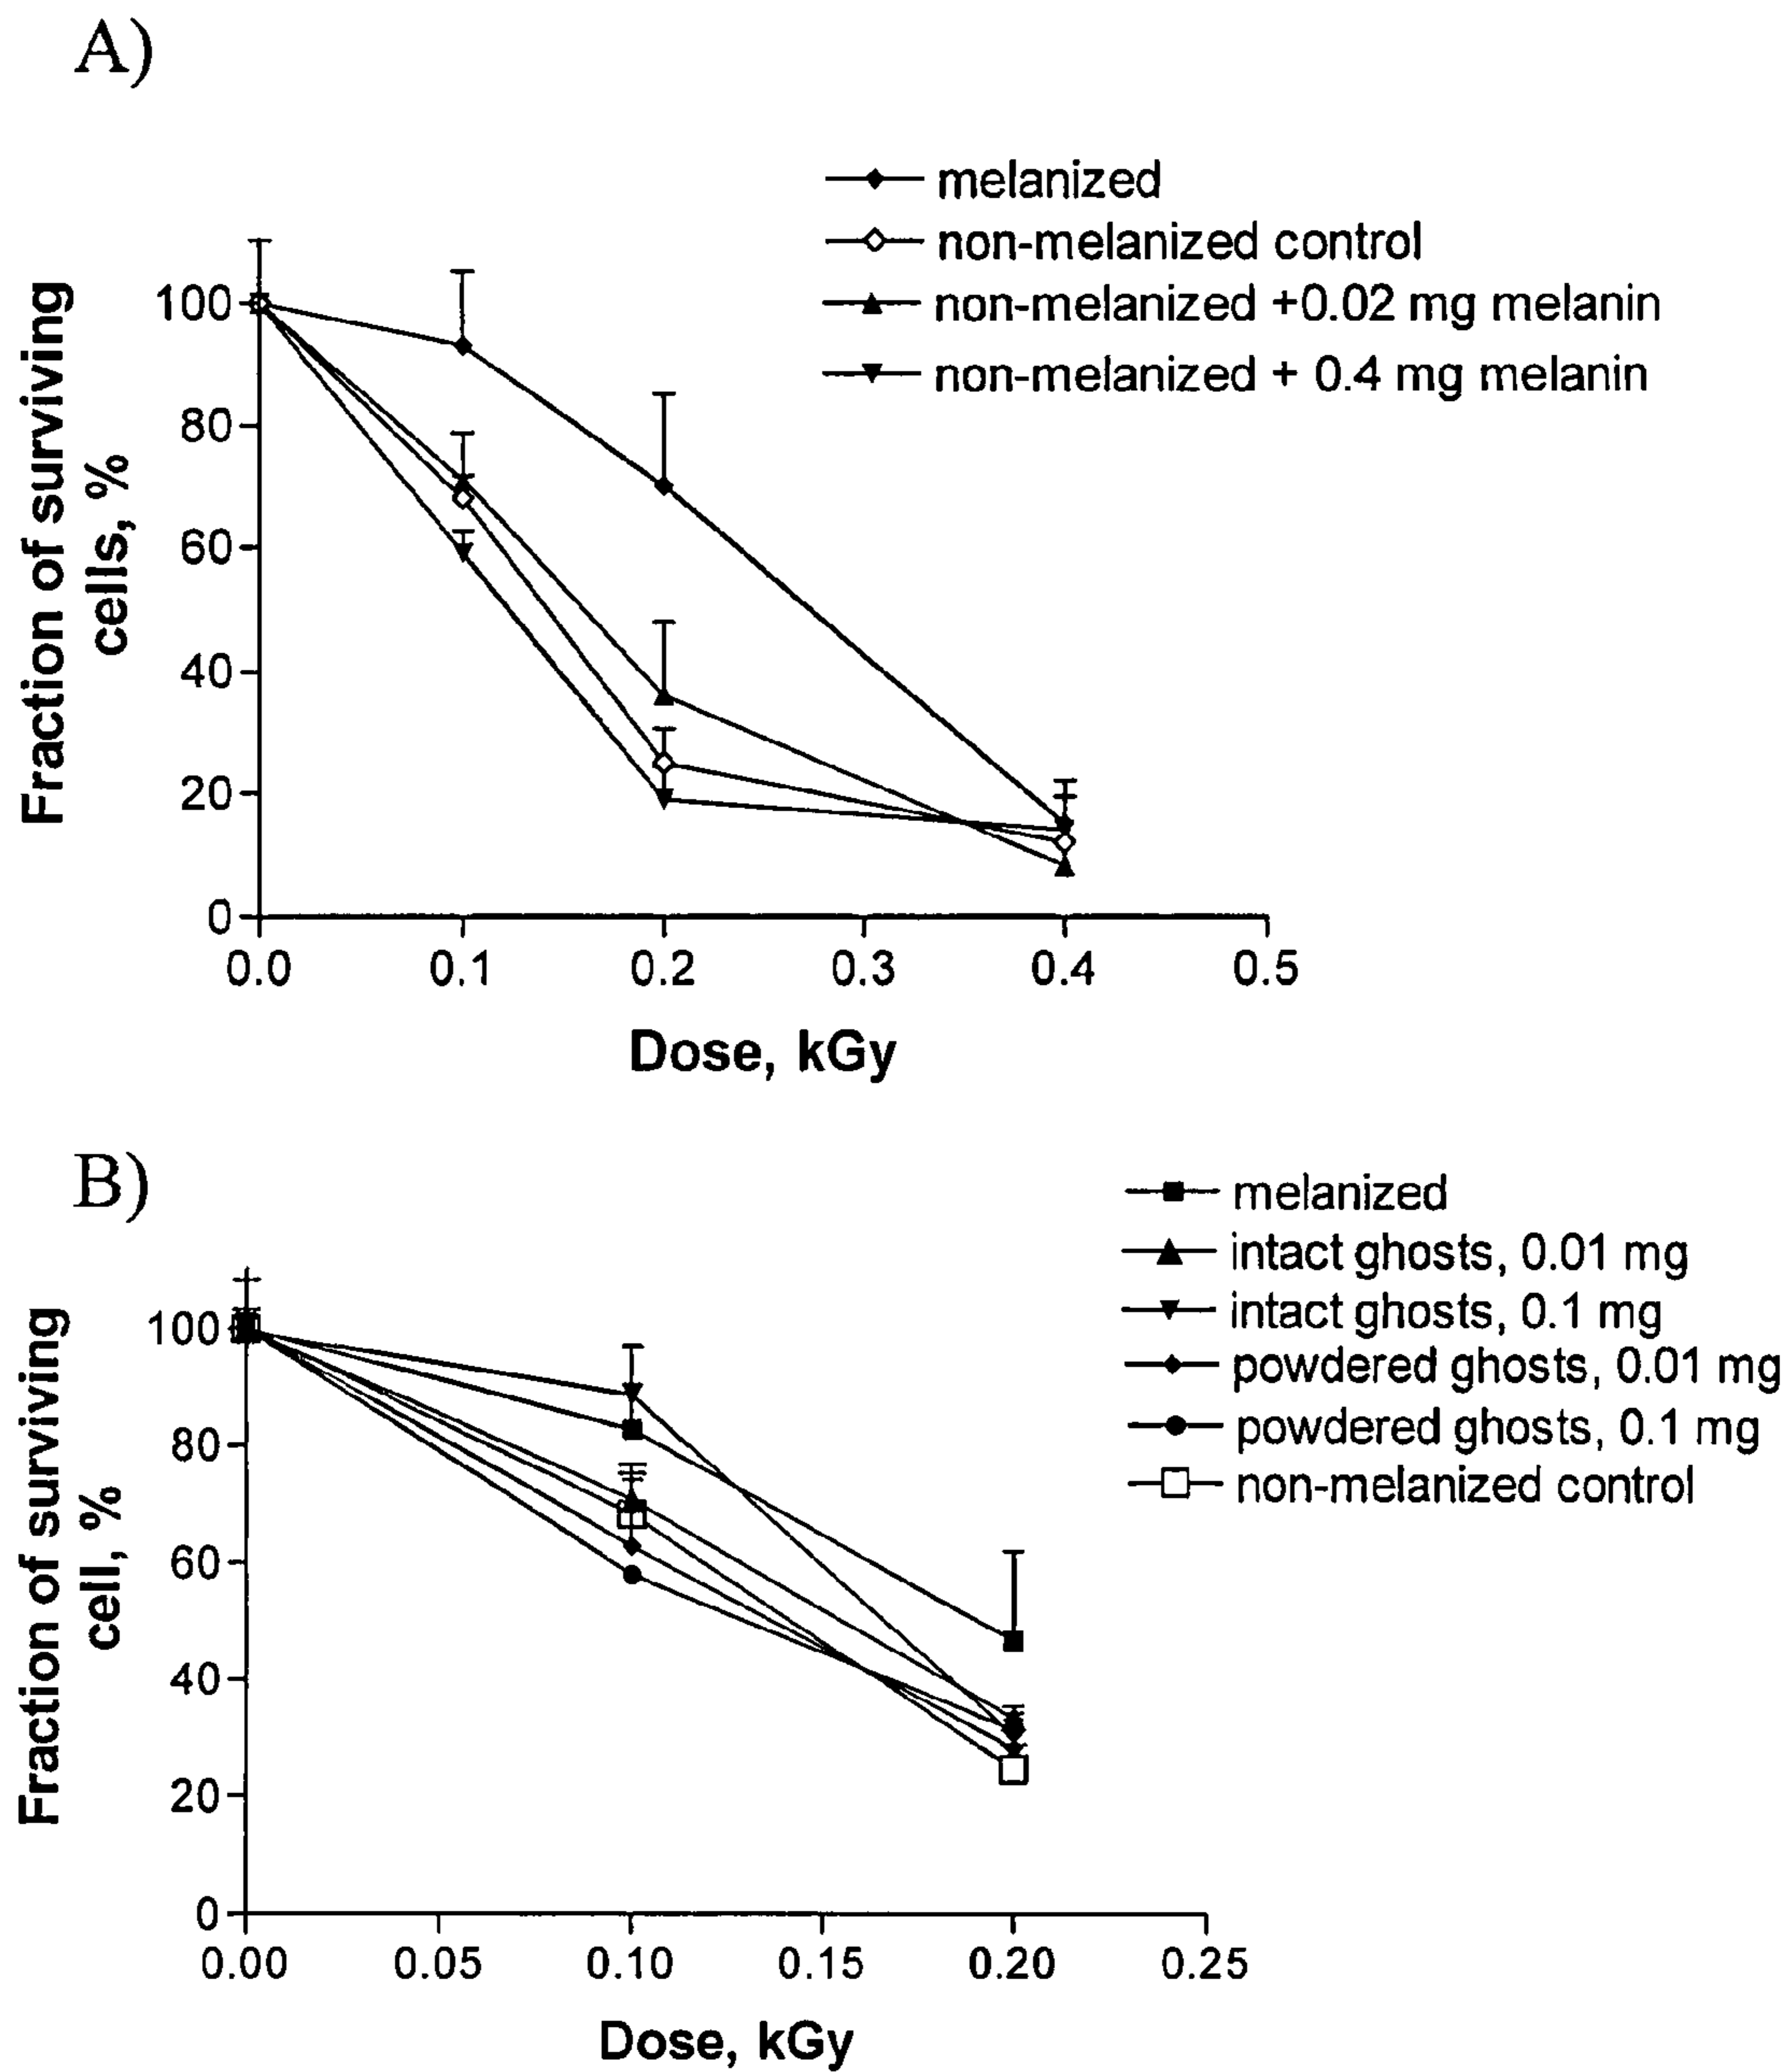 A)
melanized
non-melanized control
non-melanized +0.02 mg melanin
non-melanized + 0.4 mg melanin
Fraction of surviving
cells, %
100
80
60
40
20
0
0.0 0.1 0.2 0.3 0.4 0.5
Dose, kGy
B)
melanized
intact ghosts, 0.01 mg
intact ghosts, 0.1 mg
powdered ghosts, 0.01 mg
powdered ghosts, 0.1 mg
non-melanized control
Fraction of surviving
cell, %
100
80
60
40
20
0
0.00 0.05 0.10 0.15 0.20 0.25
Dose, kGy